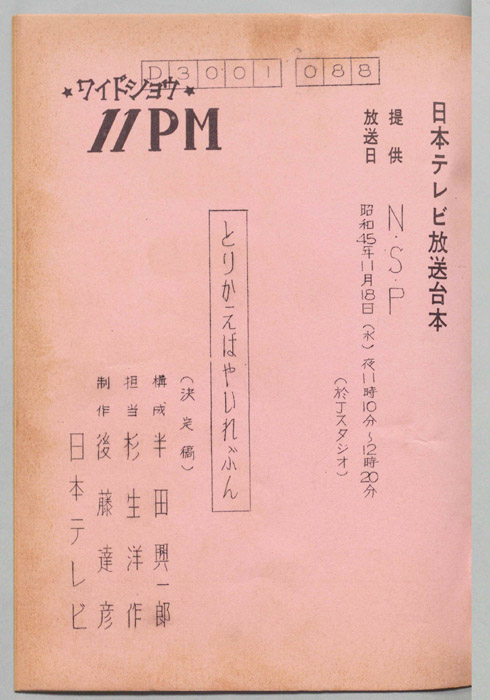 D3001 088
★ワイドショウ★
11PM
日本テレビ放送台本
提供 N・S・P
放送日 昭和45年11月18日(水)夜11時10分〜12時20分
(於Jスタジオ)
とりかえばやいれぶん
(決定稿)
構成 半田興一郎
担当 杉生洋作
制作 後藤達彦
日本テレビ